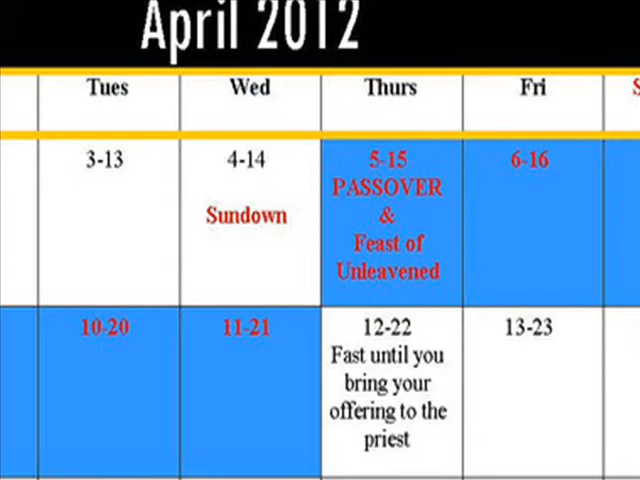 April 2012
Tues Wed Thurs Fri S
3-13 4-14 5-15 6-16
PASSOVER
Sundown &
Feast of
Unleavened
10-20 11-21 12-22 13-23
Fast until you
bring your
offering to the
priest